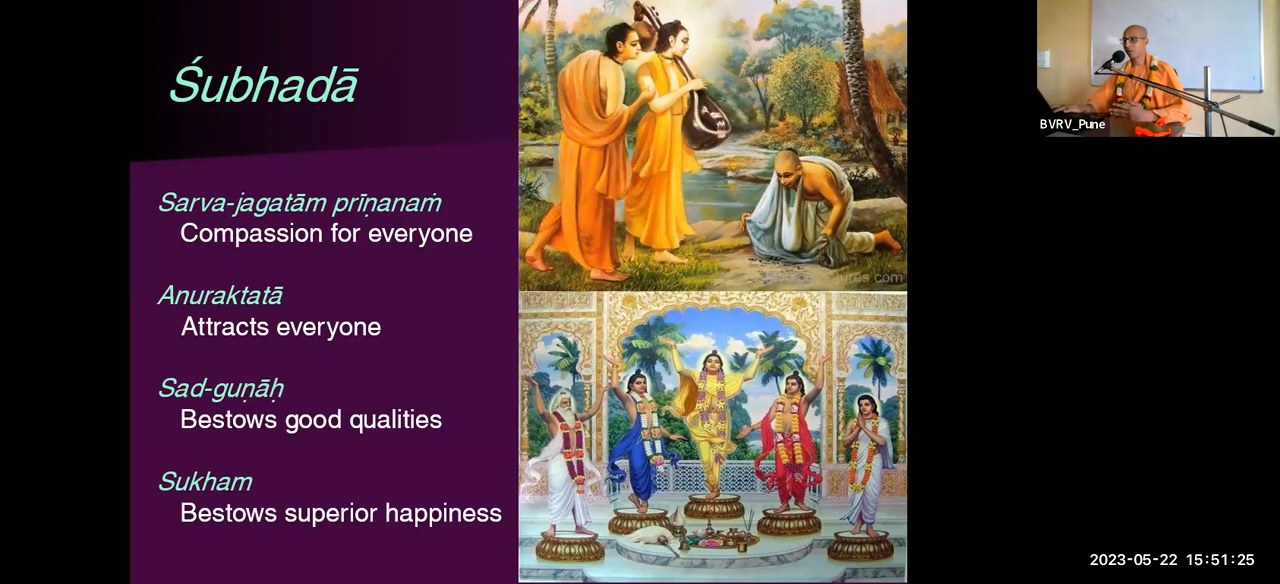 Śubhadā
Sarva-jagatām prīṇanaṁ
Compassion for everyone
Anuraktatā
Attracts everyone
Sad-guṇāḥ
Bestows good qualities
Sukham
Bestows superior happiness
BVRV_Pune
2023-05-22 15:51:25